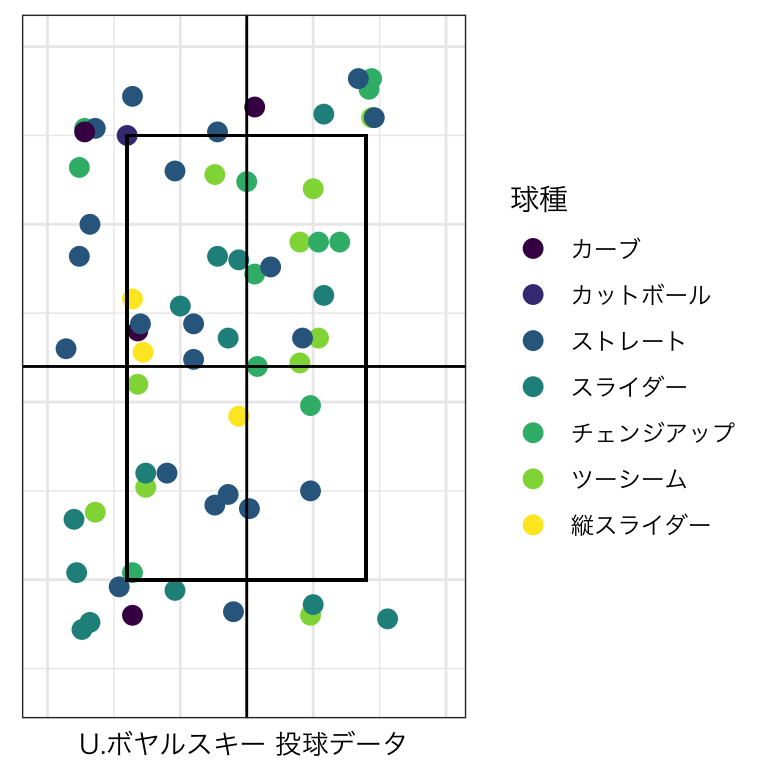 球種
カーブ
カットボール
ストレート
スライダー
チェンジアップ
ツーシーム
縦スライダー
U.ボヤルスキー 投球データ